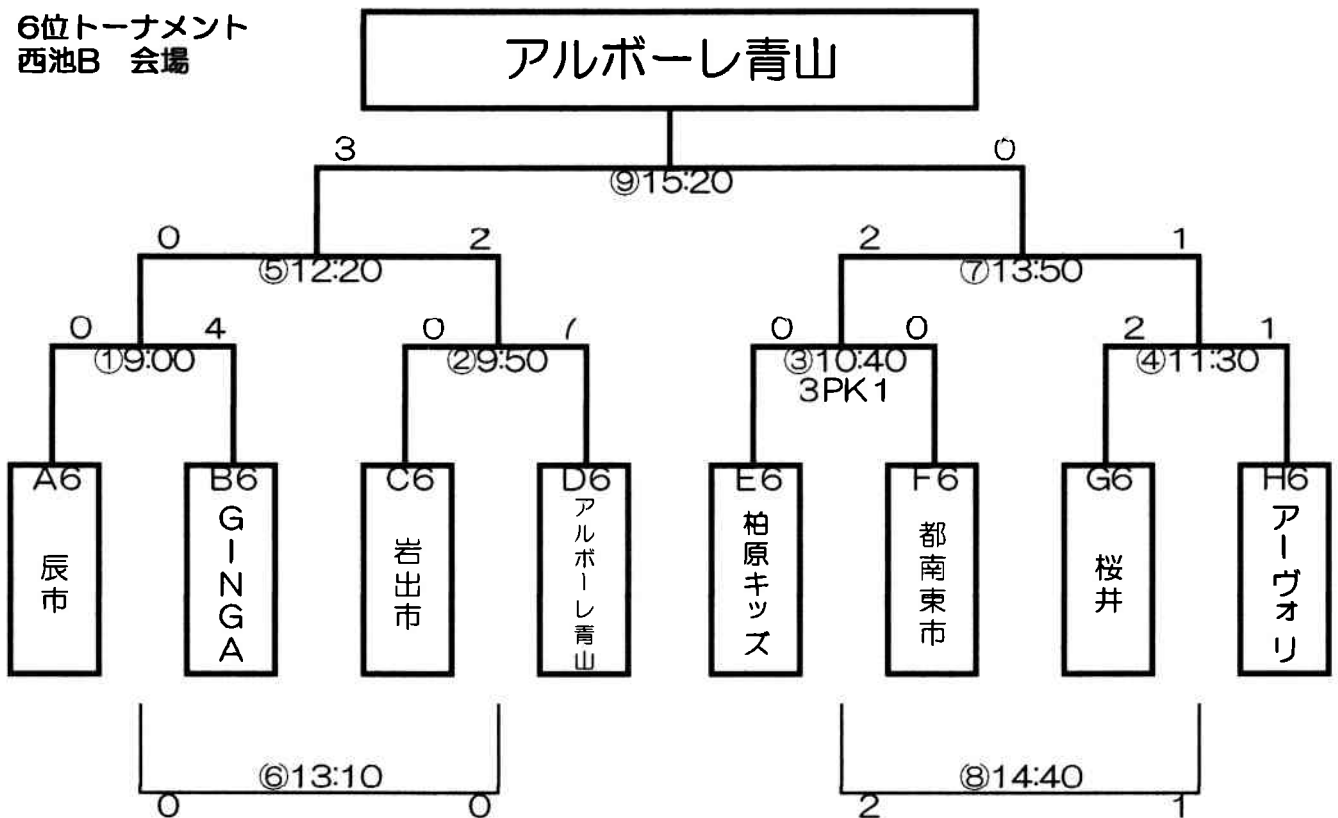 6位トーナメント
西池B 会場
アルボーレ青山
3 0
⑨15:20
0 2 2 1
⑤12:20 ⑦13:50
0 4 0 7 0 0 2 1
①9:00 ②9:50 ③10:40 ④11:30
3PK1
A6 B6 C6 D6 E6 F6 G6 H6
辰市
GINGA
岩出市
アルボーレ青山
柏原キッズ
都南東市
桜井
アーヴォリ
⑥13:10 ⑧14:40
0 0 2 1